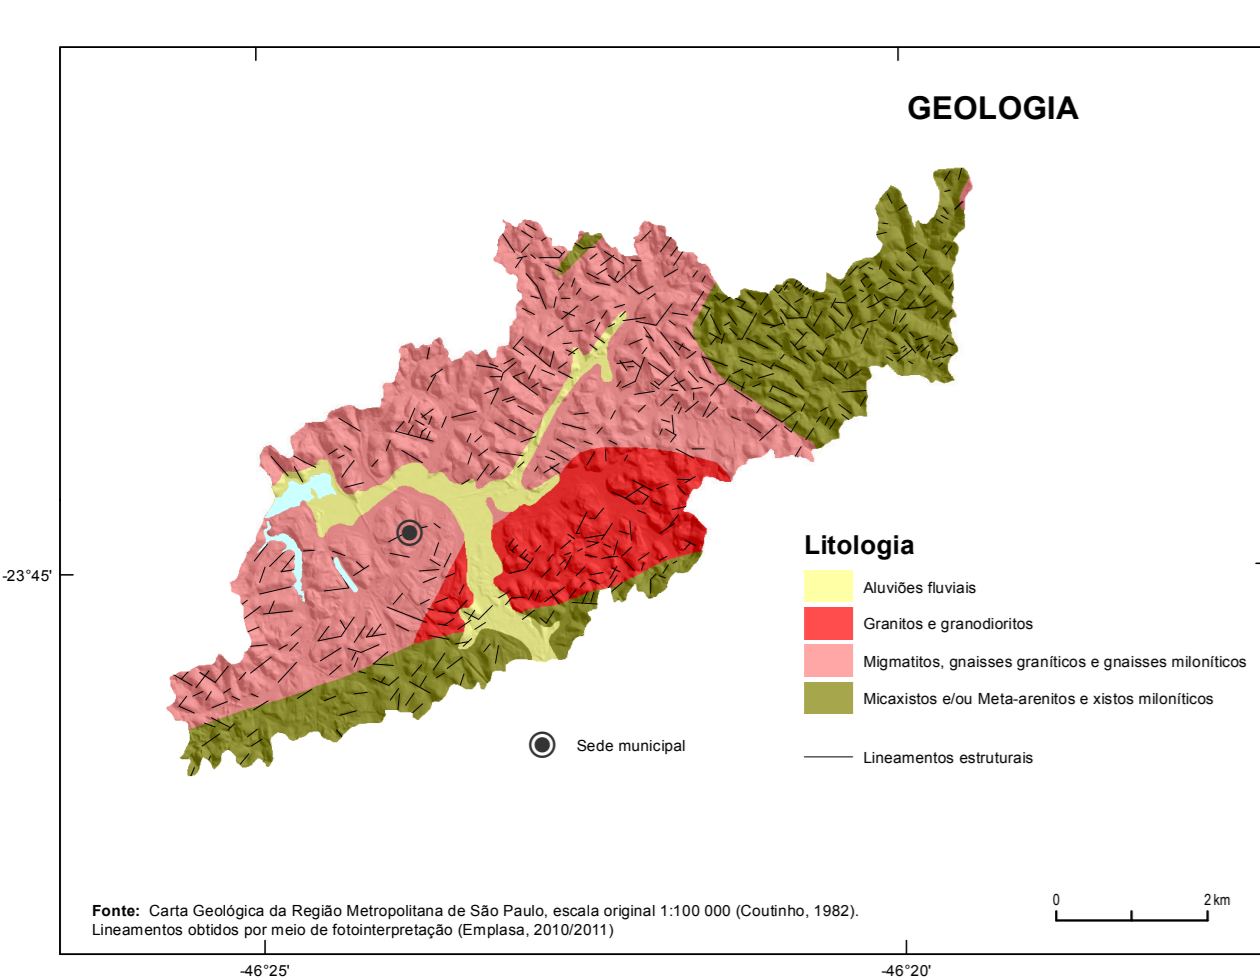 GEOLOGIA
-23°45'
Litologia
Aluviões fluviais
Granitos e granodioritos
Migmatitos, gnaisses graníticos e gnaisses miloníticos
Micaxistos e/ou Meta-arenitos e xistos miloníticos
Sede municipal
Lineamentos estruturais
0 2 km
Fonte: Carta Geológica da Região Metropolitana de São Paulo, escala original 1:100 000 (Coutinho, 1982).
Lineamentos obtidos por meio de fotointerpretação (Emplasa, 2010/2011)
-46°25' -46°20'